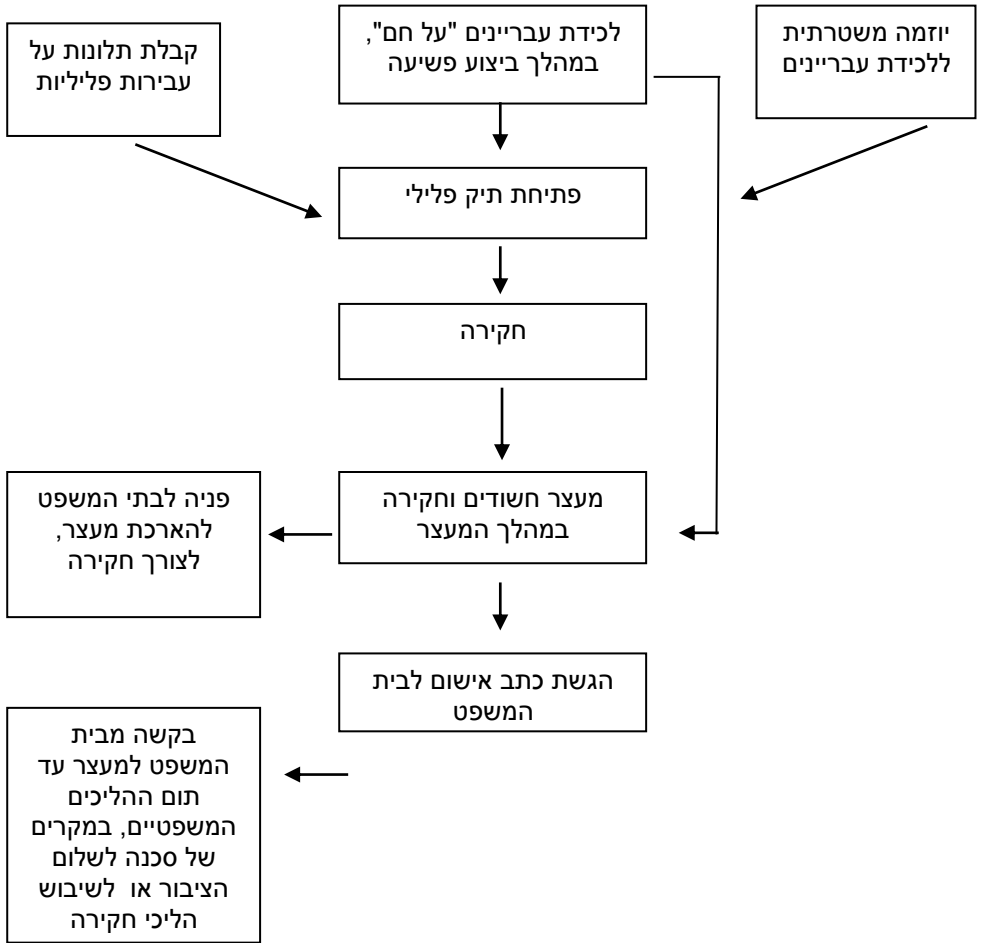 יוזמה משטרתית
ללכידת עבריינים
לכידת עבריינים "על חם",
במהלך ביצוע פשיעה
קבלת תלונות על
עבירות פליליות
פתיחת תיק פלילי
חקירה
מעצר חשודים וחקירה
במהלך המעצר
פניה לבתי המשפט
להארכת מעצר,
לצורך חקירה
הגשת כתב אישום לבית
המשפט
בקשה מבית
המשפט למעצר עד
תום ההליכים
המשפטיים, במקרים
של סכנה לשלום
הציבור או לשיבוש
הליכי חקירה